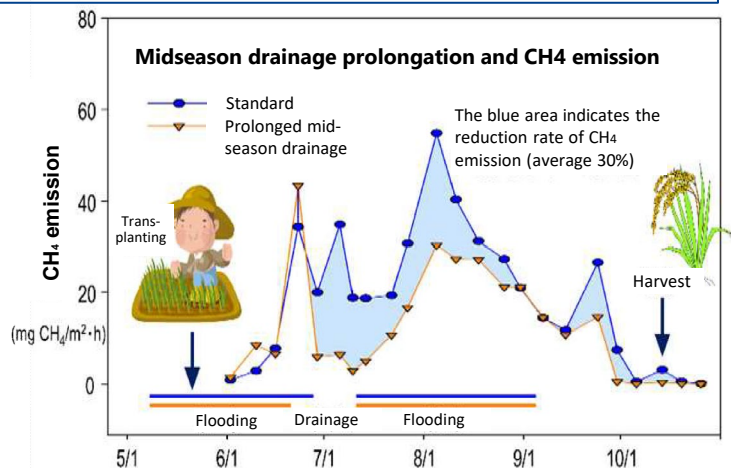 Midseason drainage prolongation and CH4 emission
Standard
Prolonged mid-
season drainage
The blue area indicates the
reduction rate of CH₄
emission (average 30%)
Trans-
planting
Harvest
CH₄ emission
(mg CH₄/m²·h)
80
60
40
20
0
Flooding
Drainage
Flooding
5/1
6/1
7/1
8/1
9/1
10/1